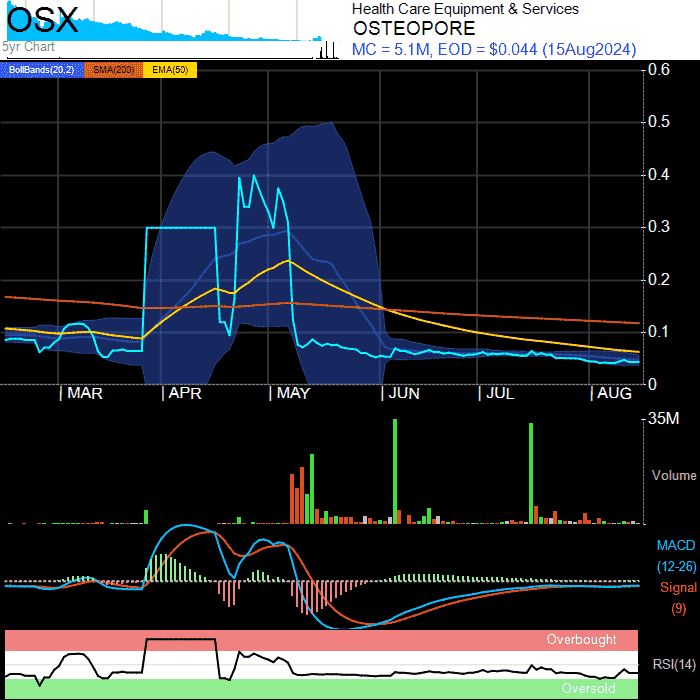 OSX
Health Care Equipment & Services
OSTEOPORE
5yr Chart
MC = 5.1M, EOD = $0.044 (15Aug2024)
BollBands(20,2) SMA(200) EMA(50)
0.6
0.5
0.4
0.3
0.2
0.1
0
MAR APR MAY JUN JUL AUG
35M
Volume
MACD
(12-26)
Signal
(9)
Overbought
RSI(14)
Oversold